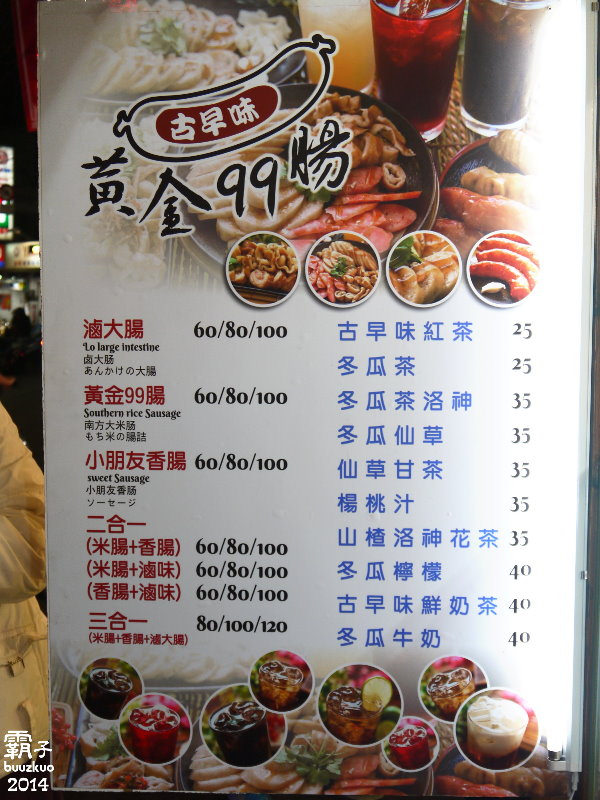 古早味
黃金99腸
滷大腸 60/80/100
Lo large intestine
卤大肠
あんかけの大腸
黃金99腸 60/80/100
Southern rice Sausage
南方大米肠
もち米の腸詰
小朋友香腸 60/80/100
sweet Sausage
小朋友香肠
ソーセージ
二合一
(米腸+香腸) 60/80/100
(米腸+滷味) 60/80/100
(香腸+滷味) 60/80/100
三合一 80/100/120
(米腸+香腸+滷大腸)
古早味紅茶 25
冬瓜茶 25
冬瓜茶洛神 35
冬瓜仙草 35
仙草甘茶 35
楊桃汁 35
山楂洛神花茶 35
冬瓜檸檬 40
古早味鮮奶茶 40
冬瓜牛奶 40
霸子
buuzkuo
2014